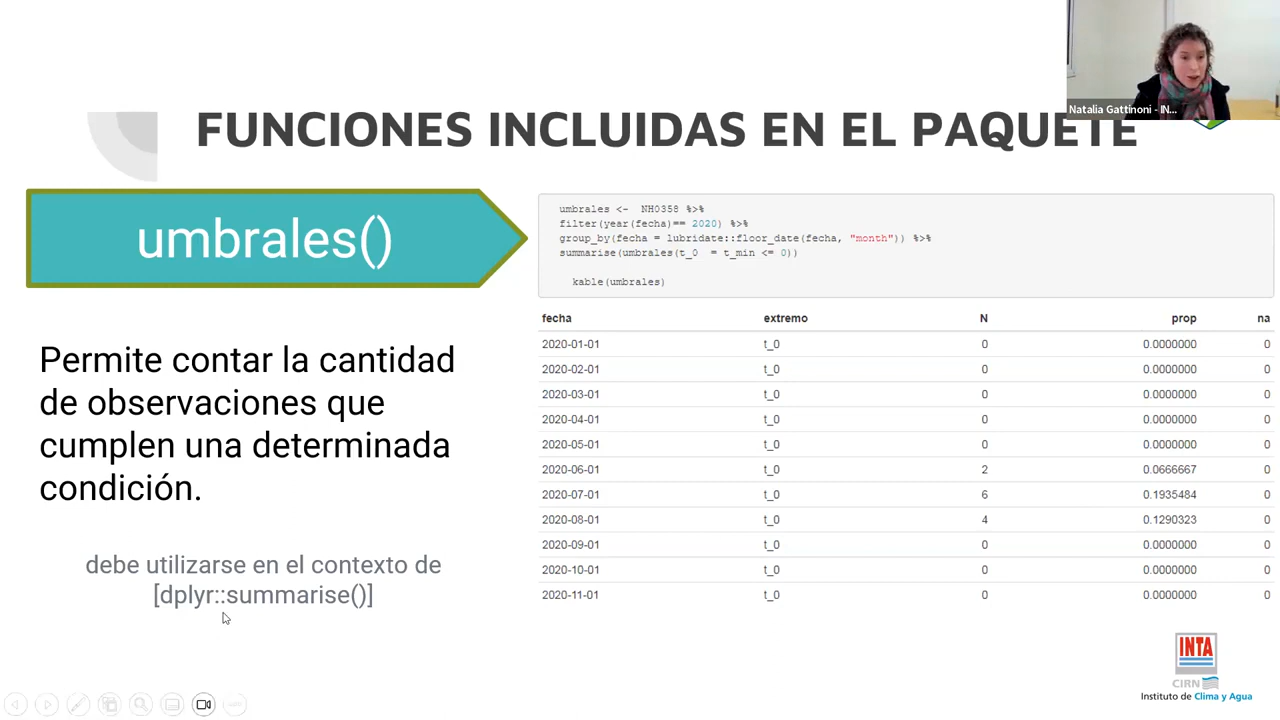 Natalia Gattinoni - IN...
FUNCIONES INCLUIDAS EN EL PAQUETE
umbrales()
Permite contar la cantidad
de observaciones que
cumplen una determinada
condición.
debe utilizarse en el contexto de
[dplyr::summarise()]
umbrales <- NH0358 %>%
filter(year(fecha)== 2020) %>%
group_by(fecha = lubridate::floor_date(fecha, "month")) %>%
summarise(umbrales(t_0 = t_min <= 0))
kable(umbrales)
fecha extremo N prop na
2020-01-01 t_0 0 0.0000000 0
2020-02-01 t_0 0 0.0000000 0
2020-03-01 t_0 0 0.0000000 0
2020-04-01 t_0 0 0.0000000 0
2020-05-01 t_0 0 0.0000000 0
2020-06-01 t_0 2 0.0666667 0
2020-07-01 t_0 6 0.1935484 0
2020-08-01 t_0 4 0.1290323 0
2020-09-01 t_0 0 0.0000000 0
2020-10-01 t_0 0 0.0000000 0
2020-11-01 t_0 0 0.0000000 0
INTA
CIRN
Instituto de Clima y Agua